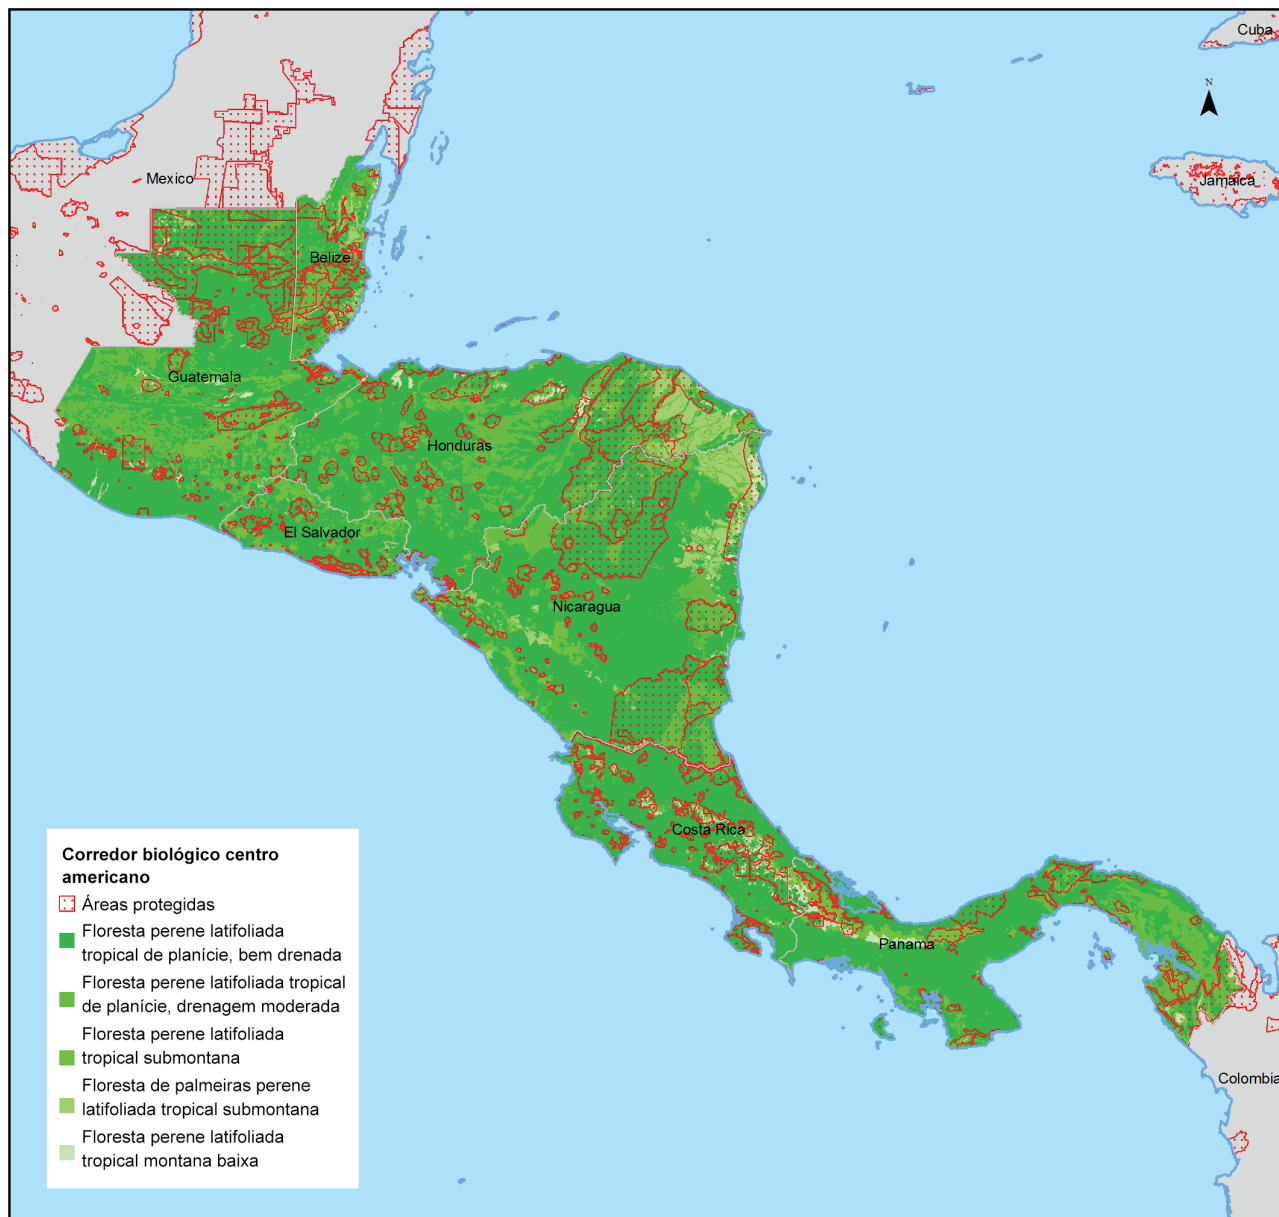 Cuba
N
Mexico
Jamaica
Belize
Guatemala
Honduras
El Salvador
Nicaragua
Costa Rica
Panama
Colombia
Corredor biológico centro
americano
Áreas protegidas
Floresta perene latifoliada
tropical de planície, bem drenada
Floresta perene latifoliada tropical
de planície, drenagem moderada
Floresta perene latifoliada
tropical submontana
Floresta de palmeiras perene
latifoliada tropical submontana
Floresta perene latifoliada
tropical montana baixa